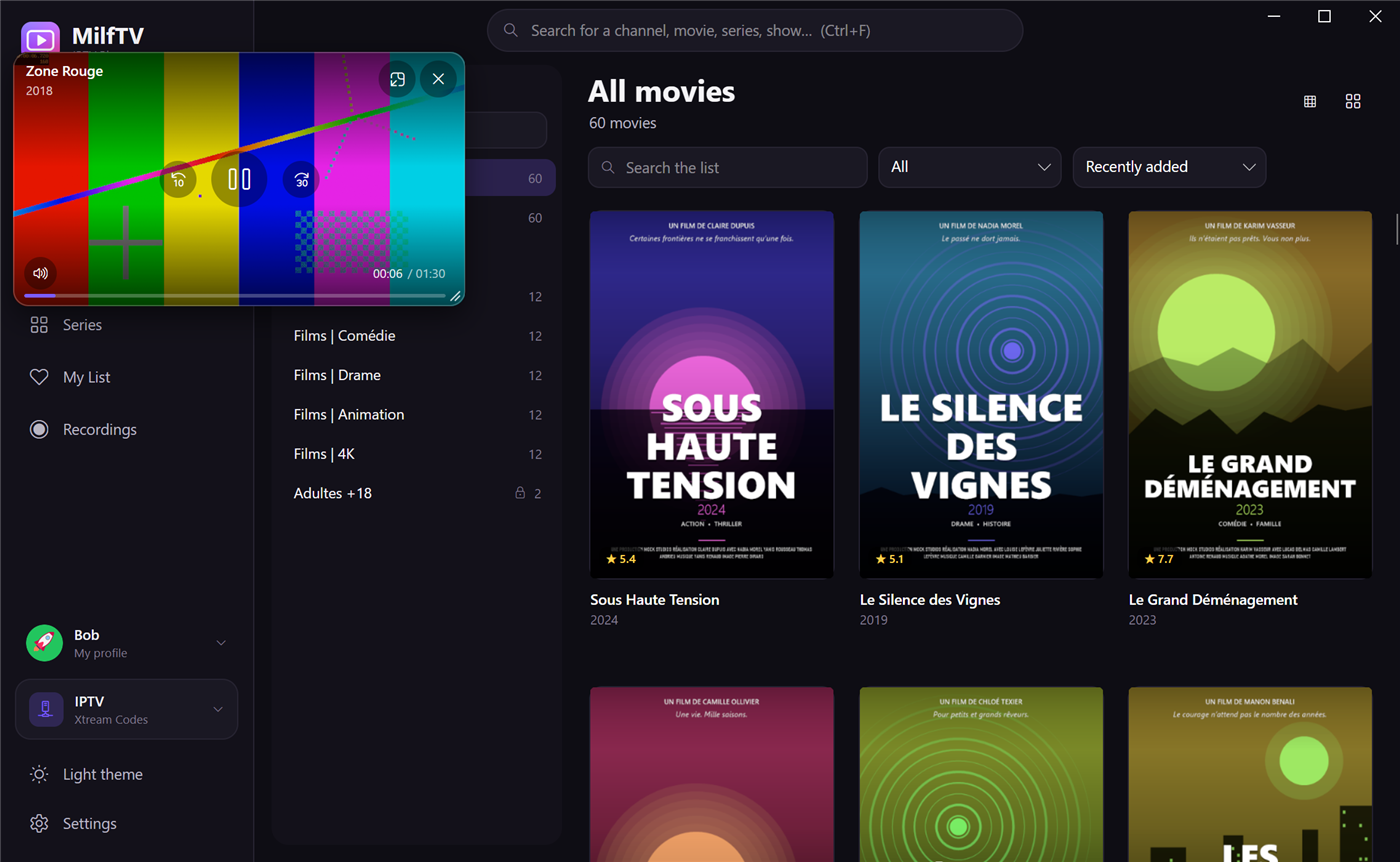 MilfTV
Search for a channel, movie, series, show... (Ctrl+F)
Zone Rouge
2018
10
30
00:06 / 01:30
Series
My List
Recordings
Bob
My profile
IPTV
Xtream Codes
Light theme
Settings
60
60
12
Films | Comédie 12
Films | Drame 12
Films | Animation 12
Films | 4K 12
Adultes +18 2
All movies
60 movies
Search the list
All
Recently added
UN FILM DE CLAIRE DUPUIS
Certaines frontières ne se franchissent qu'une fois.
SOUS
HAUTE
TENSION
2024
ACTION • THRILLER
5.4
Sous Haute Tension
2024
UN FILM DE NADIA MOREL
Le passé ne dort jamais.
LE SILENCE
DES
VIGNES
2019
DRAME • HISTOIRE
5.1
Le Silence des Vignes
2019
UN FILM DE KARIM VASSEUR
Ils n'étaient pas prêts. Vous non plus.
LE GRAND
DÉMÉNAGEMENT
2023
COMÉDIE • FAMILLE
7.7
Le Grand Déménagement
2023
UN FILM DE CAMILLE OLLIVIER
Une vie. Mille saisons.
UN FILM DE CHLOÉ TEXIER
Pour petits et grands rêveurs.
UN FILM DE MANON BENALI
Le courage n'attend pas le nombre des années.
LES